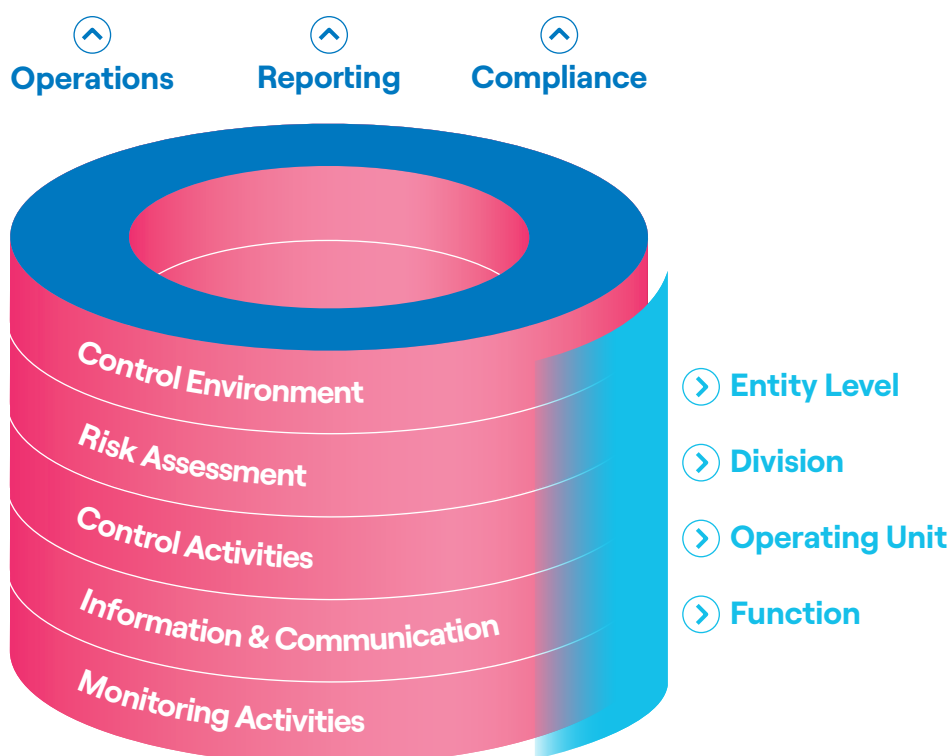 Operations
Reporting
Compliance
Control Environment
Risk Assessment
Control Activities
Information & Communication
Monitoring Activities
Entity Level
Division
Operating Unit
Function